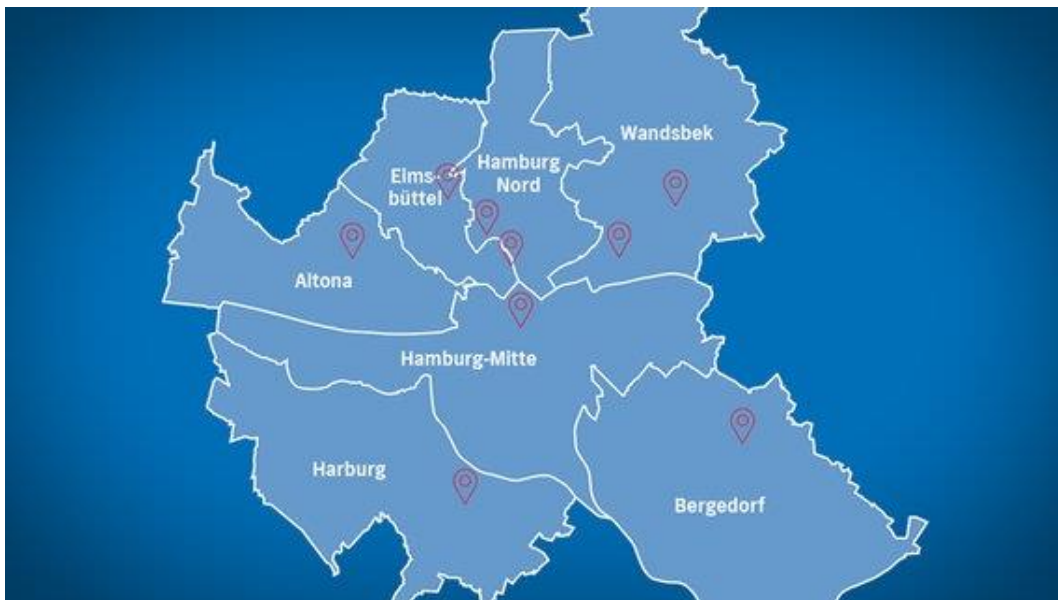 Wandsbek
Hamburg
Nord
Elms-
büttel
Altona
Hamburg-Mitte
Harburg
Bergedorf